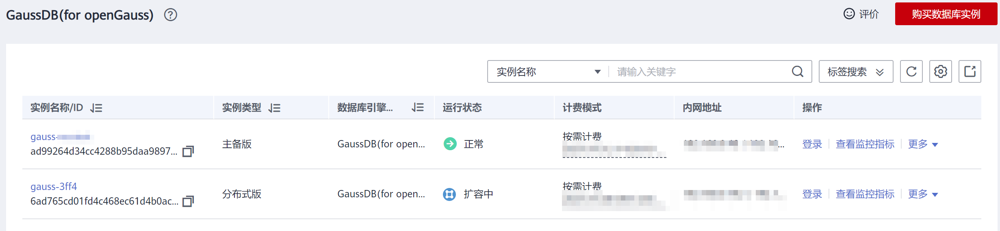 GaussDB(for openGauss) ?
评价
购买数据库实例
实例名称
请输入关键字
标签搜索
实例名称/ID 实例类型 数据库引擎... 运行状态 计费模式 内网地址 操作
gauss-
ad99264d34cc4288b95daa9897...
主备版
GaussDB(for open...
正常
按需计费
...
登录 查看监控指标 更多
gauss-3ff4
6ad765cd01fd4c468ec61d4b0ac...
分布式版
GaussDB(for open...
扩容中
按需计费
登录 查看监控指标 更多